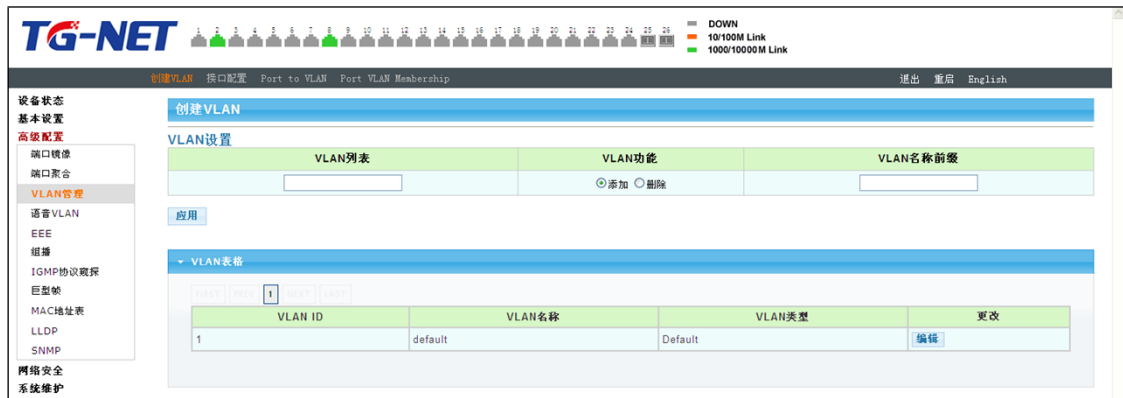 TG-NET
1 2 3 4 5 6 7 8 9 10 11 12 13 14 15 16 17 18 19 20 21 22 23 24 25 26
DOWN
10/100M Link
1000/10000M Link
创建VLAN 接口配置 Port to VLAN Port VLAN Membership
退出 重启 English
设备状态
基本设置
高级配置
端口镜像
端口聚合
VLAN管理
语音VLAN
EEE
组播
IGMP协议窥探
巨型帧
MAC地址表
LLDP
SNMP
网络安全
系统维护
创建VLAN
VLAN设置
VLAN列表 VLAN功能 VLAN名称前缀
添加 删除
应用
VLAN表格
FIRST PREV 1 NEXT LAST
VLAN ID VLAN名称 VLAN类型 更改
1 default Default 编辑